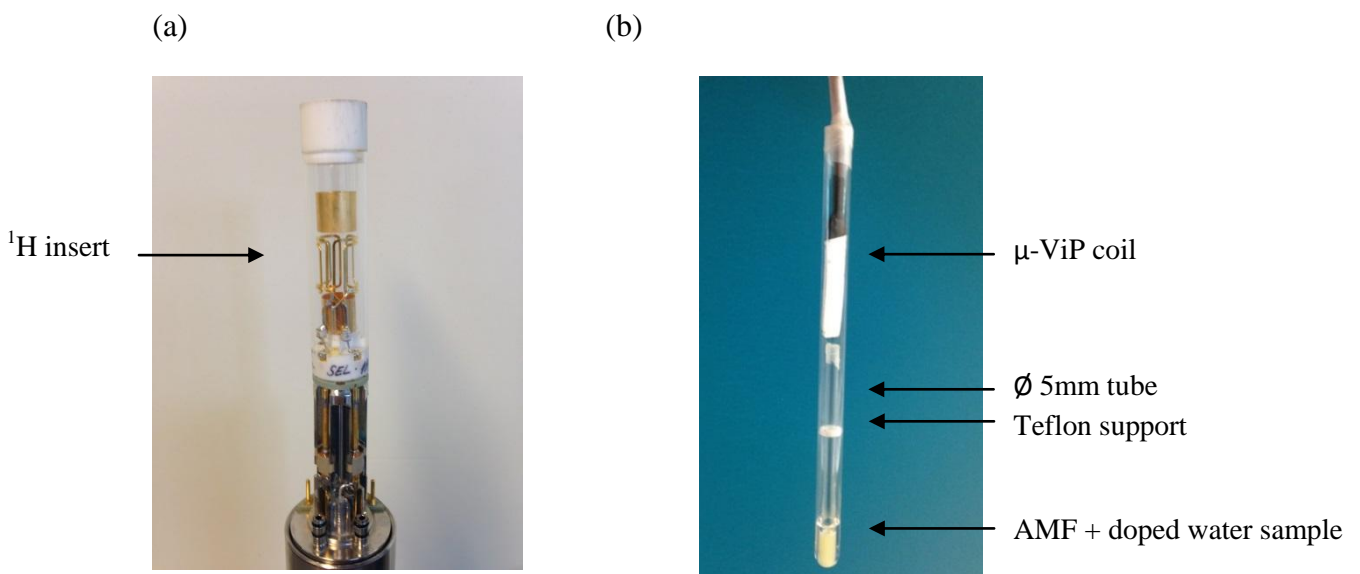 (a)
(b)
¹H insert
μ-ViP coil
Ø 5mm tube
Teflon support
AMF + doped water sample
SEL